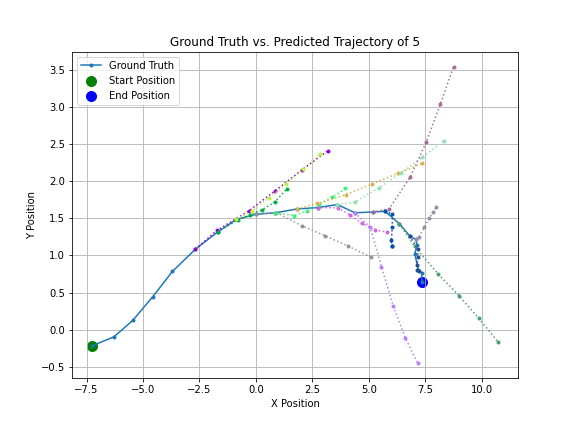 Ground Truth vs. Predicted Trajectory of 5
Ground Truth
Start Position
End Position
Y Position
3.5
3.0
2.5
2.0
1.5
1.0
0.5
0.0
−0.5
−7.5 −5.0 −2.5 0.0 2.5 5.0 7.5 10.0
X Position